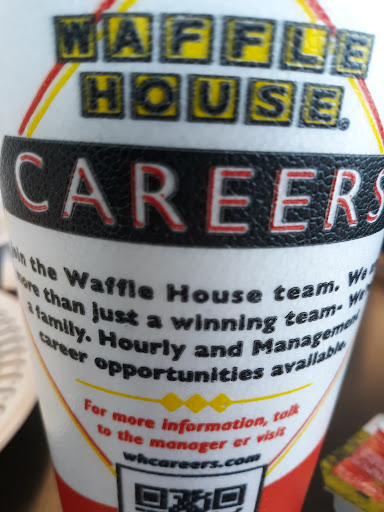 WAFFLE
HOUSE®
CAREERS
the Waffle House team. We
more than just a winning team-
a family. Hourly and Management
career opportunities available.
For more information, talk
to the manager or visit
whcareers.com